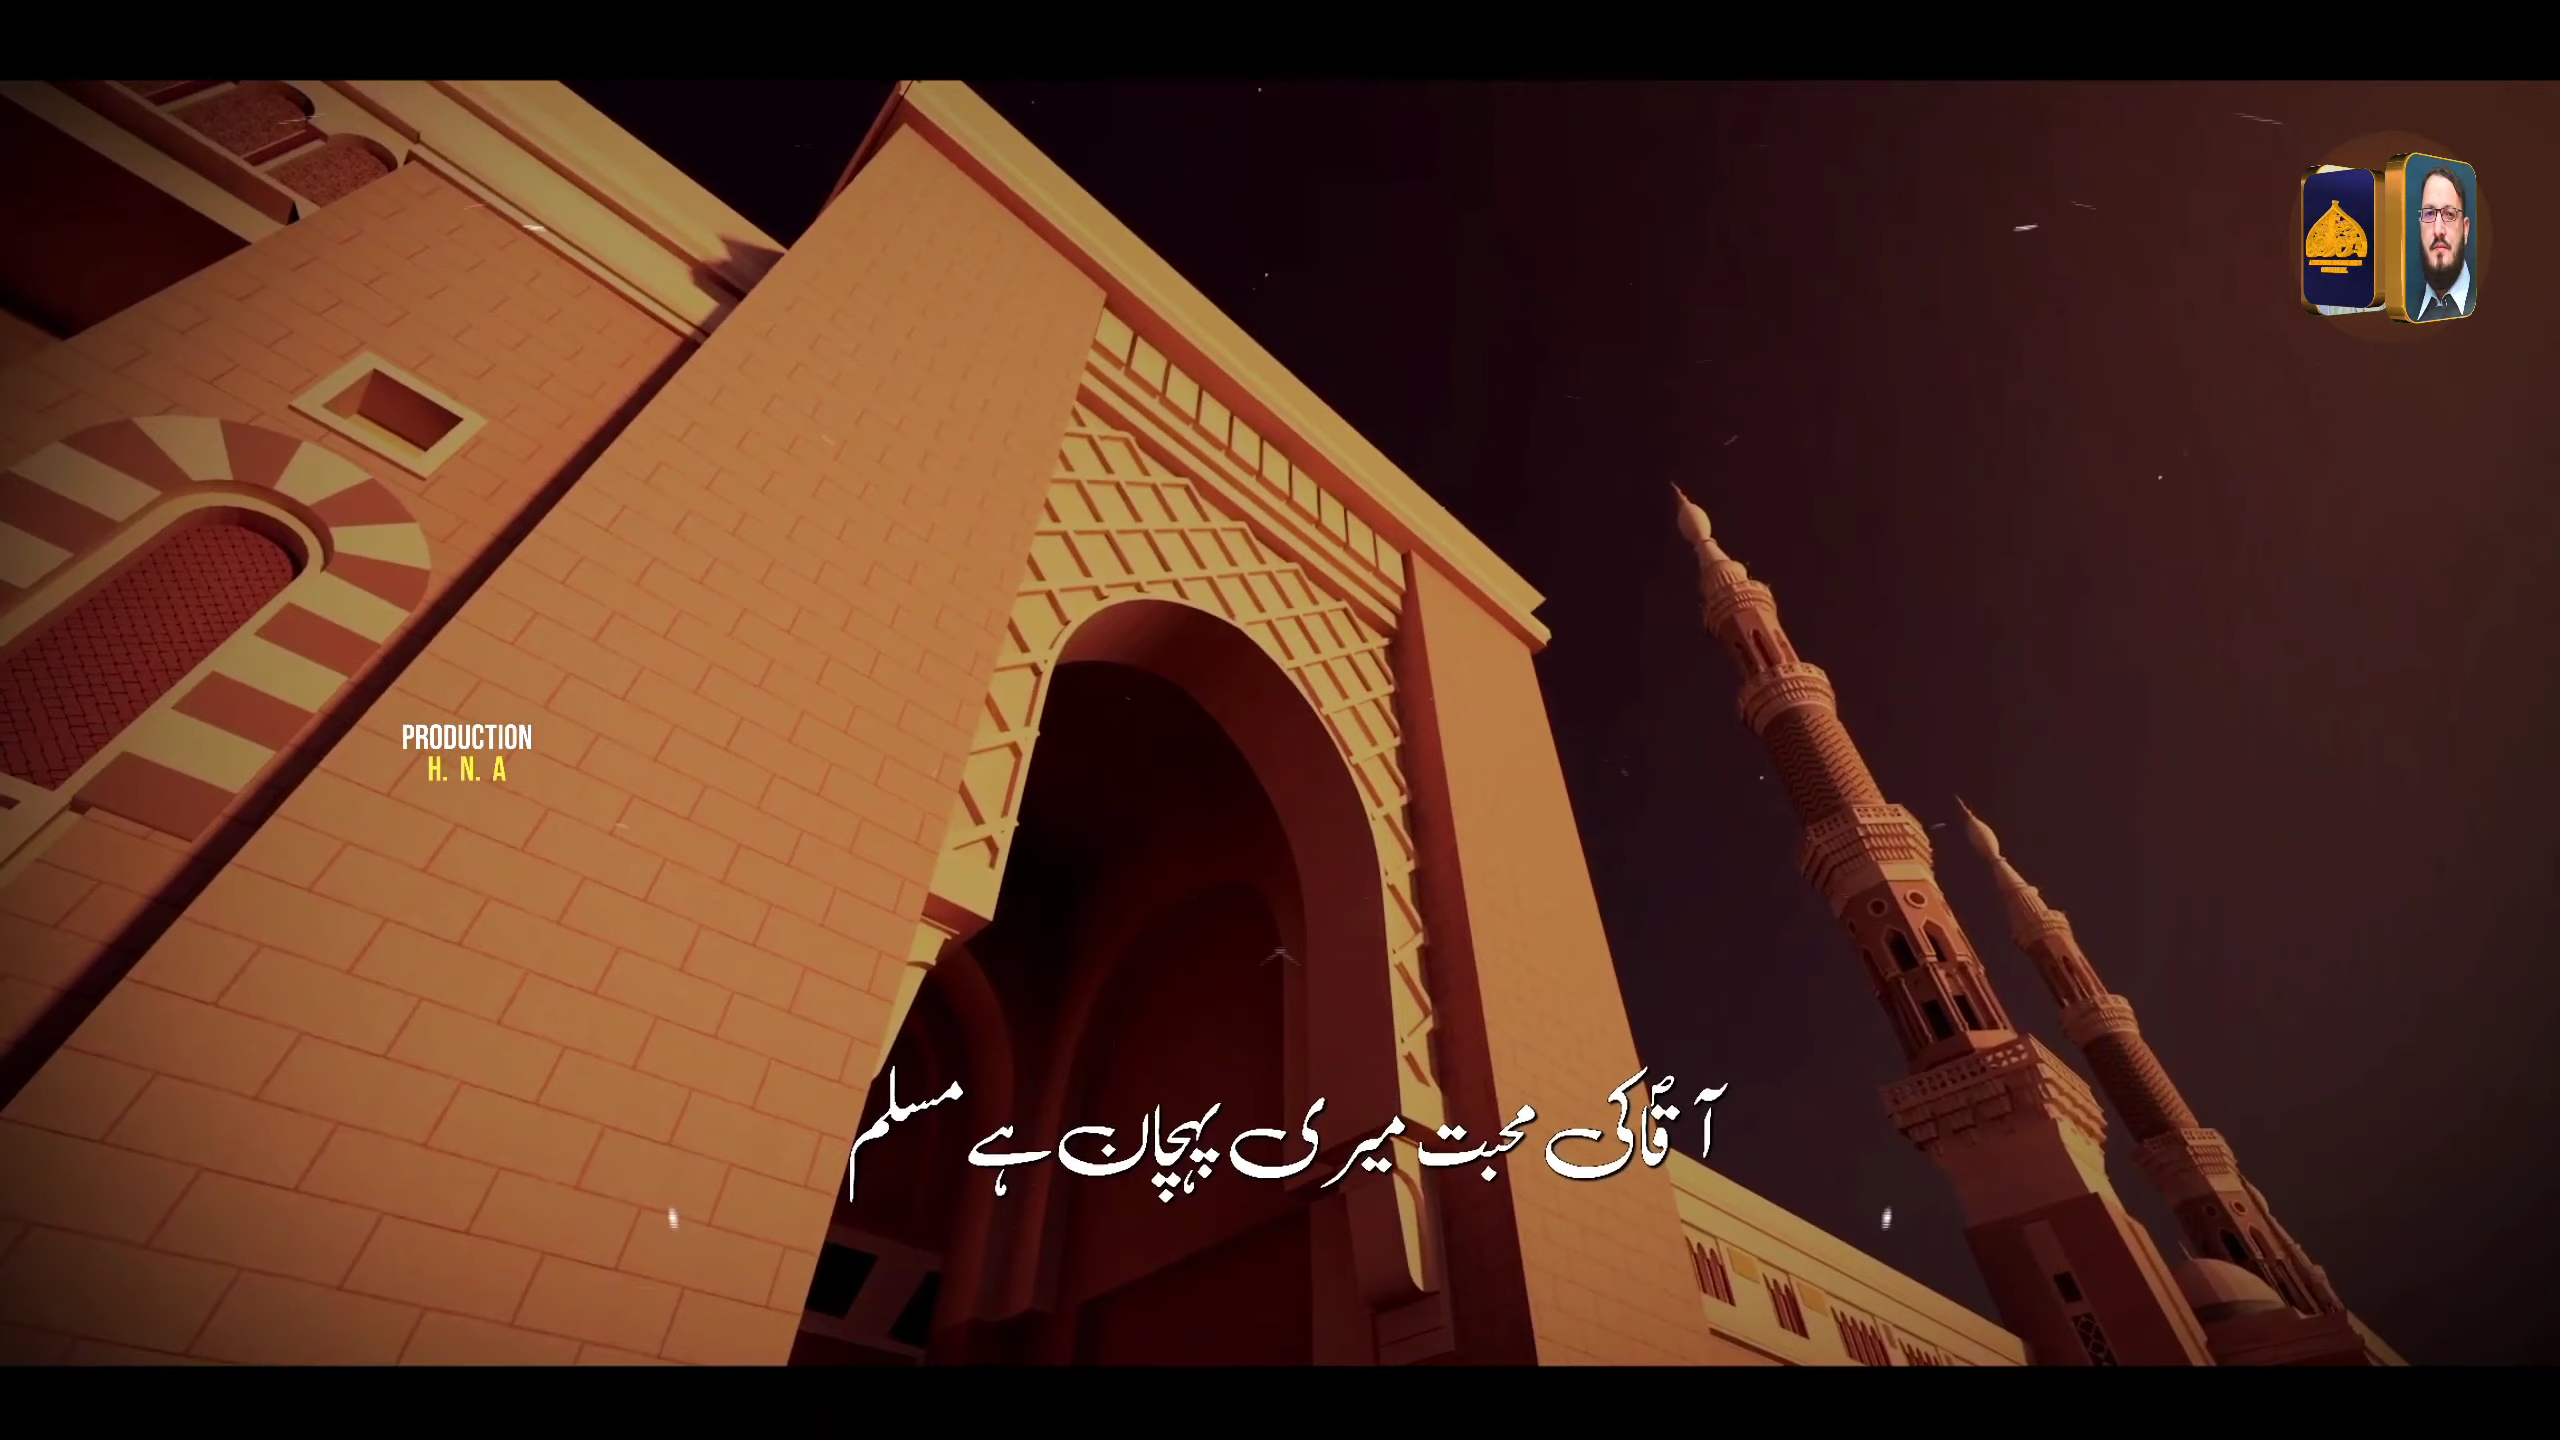 PRODUCTION
H. N. A
آقاؐ کی محبت میری پہچان ہے مسلم